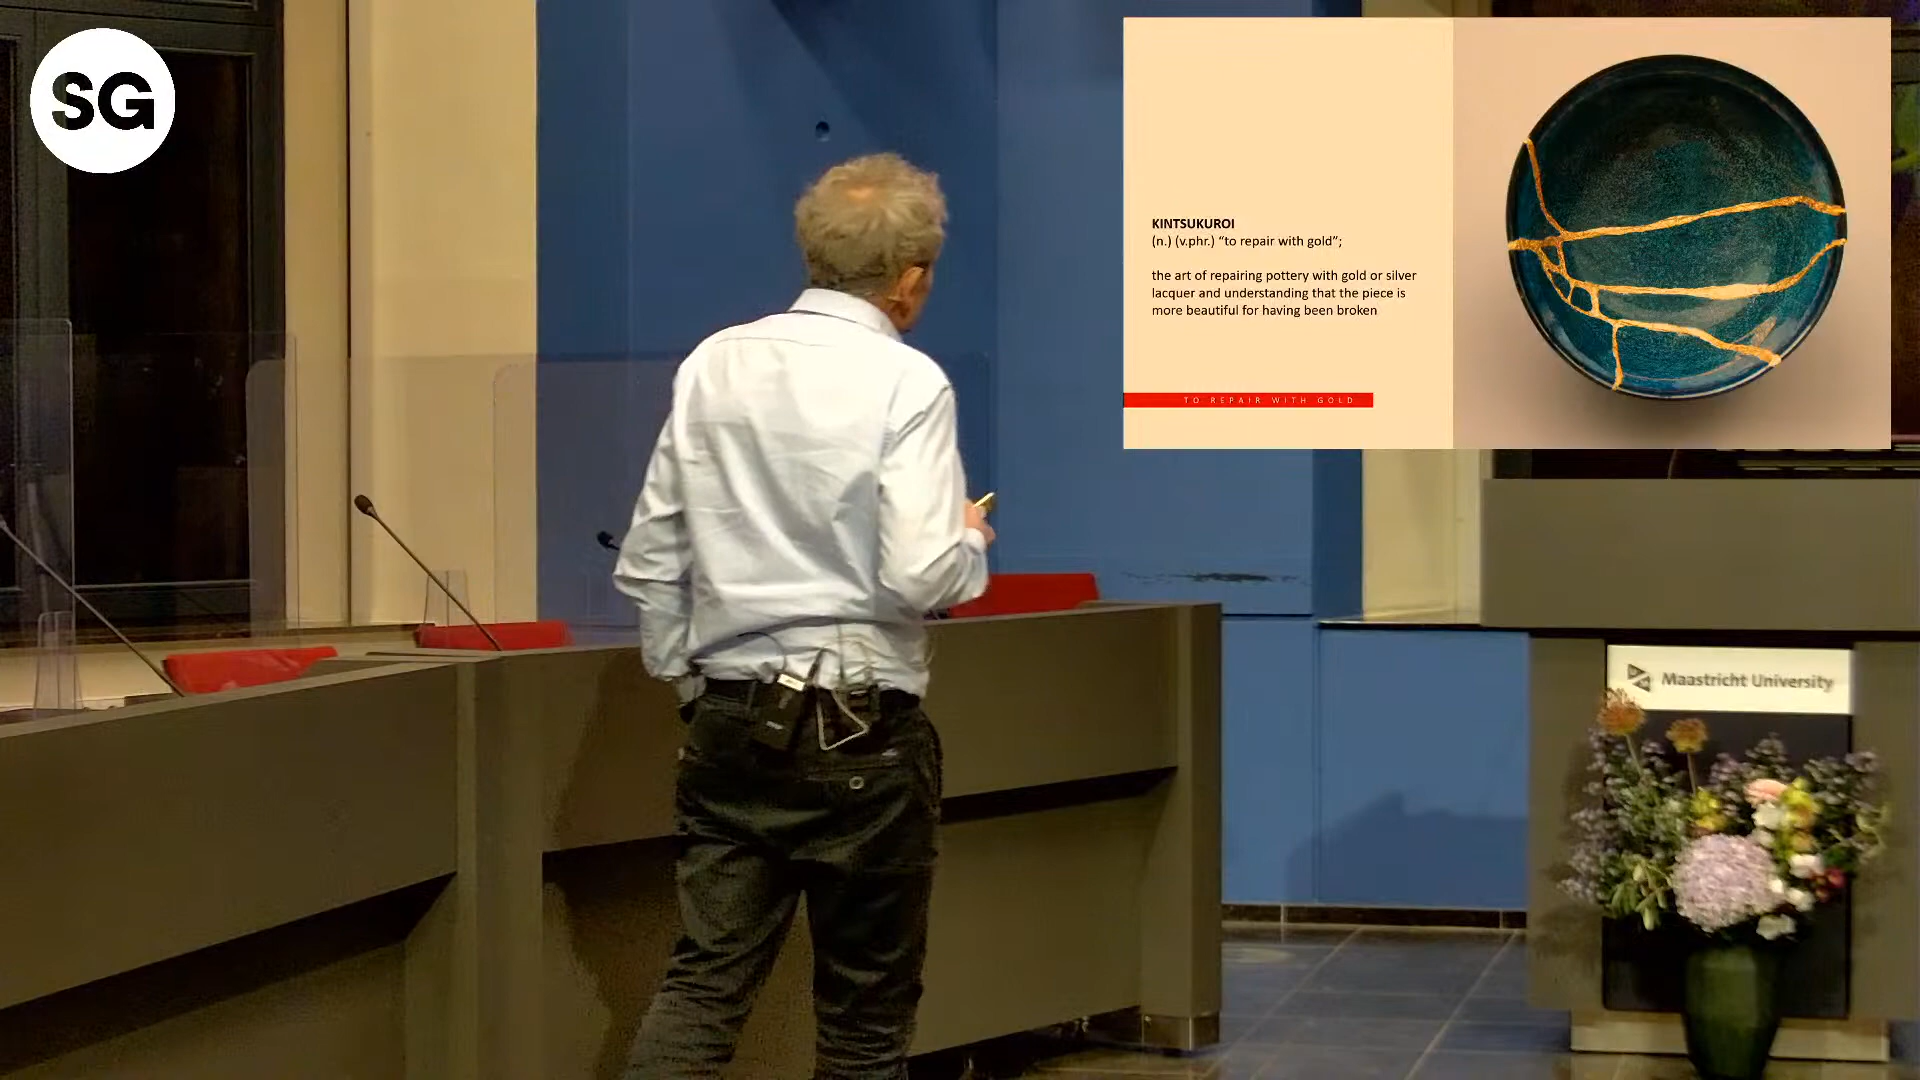 SG
KINTSUKUROI
(n.) (v.phr.) “to repair with gold”;
the art of repairing pottery with gold or silver
lacquer and understanding that the piece is
more beautiful for having been broken
TO REPAIR WITH GOLD
Maastricht University